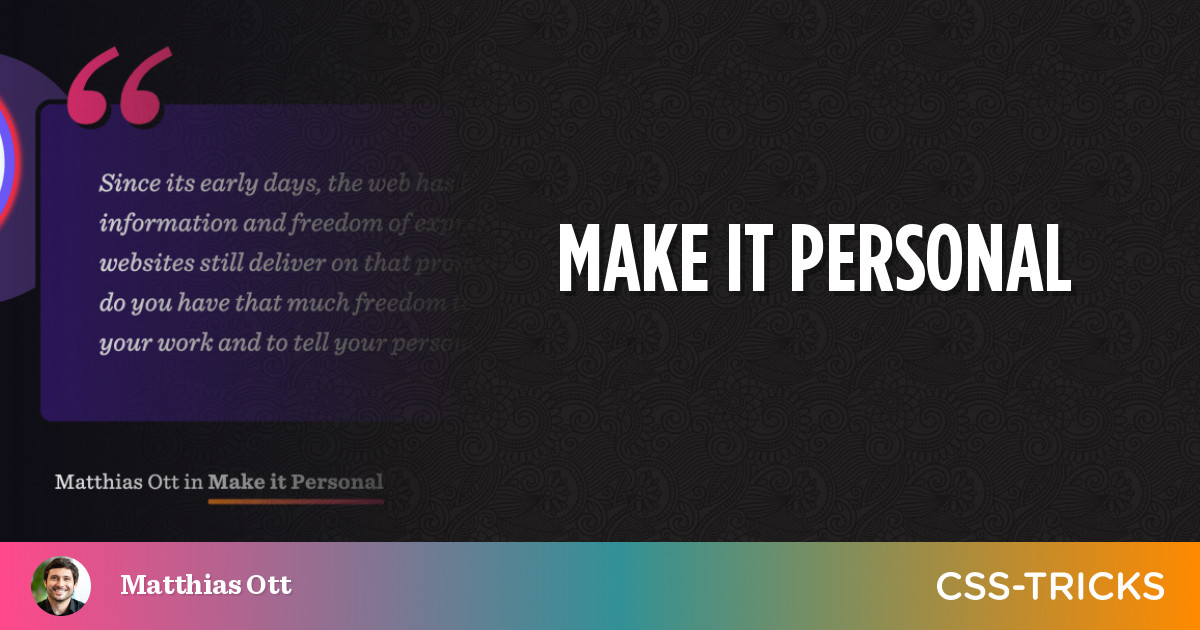 Since its early days, the web has
information and freedom of
websites still deliver on that
do you have that much freedom
your work and to tell your
Matthias Ott in Make it Personal
MAKE IT PERSONAL
Matthias Ott
CSS-TRICKS